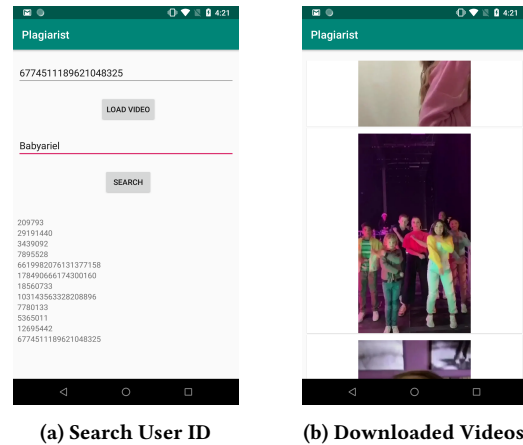 4:21
Plagiarist
6774511189621048325
LOAD VIDEO
Babyariel
SEARCH
209793
29191440
3439092
7895528
6619982076131377158
178490666174300160
18560733
103143563328208896
7780133
5365011
12695442
6774511189621048325
(a) Search User ID
4:21
Plagiarist
(b) Downloaded Videos